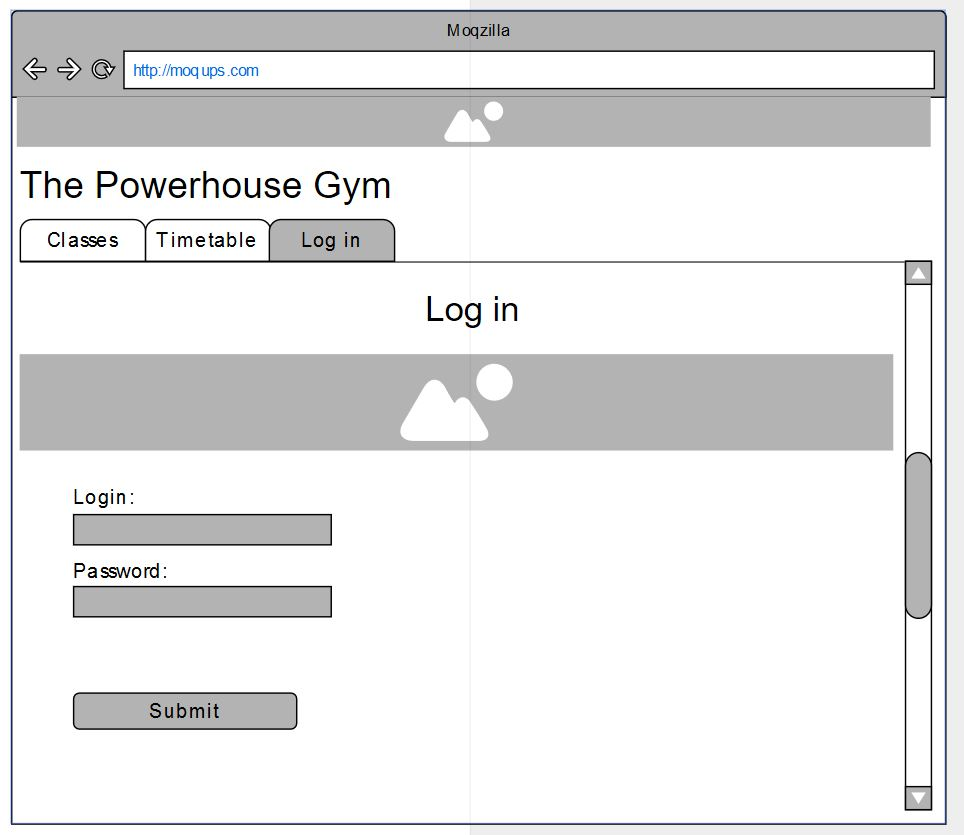 Moqzilla
http://moqups.com
The Powerhouse Gym
Classes Timetable Log in
Log in
Login:
Password:
Submit